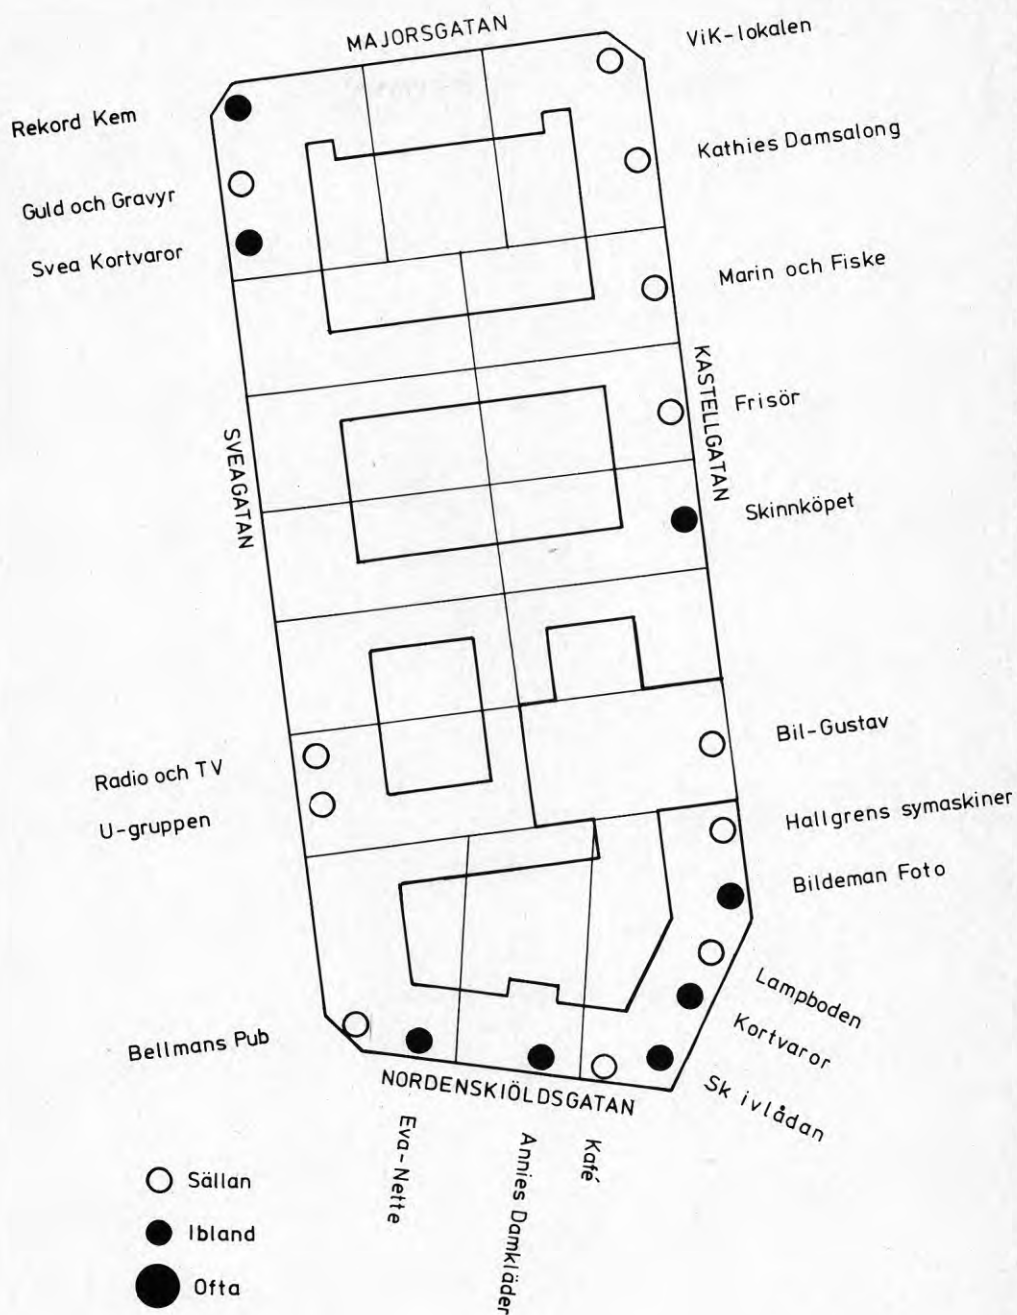 MAJORSGATAN
ViK-lokalen
Rekord Kem
Kathies Damsalong
Guld och Gravyr
Svea Kortvaror
Marin och Fiske
KASTELLGATAN
Frisör
SVEAGATAN
Skinnköpet
Bil-Gustav
Radio och TV
U-gruppen
Hallgrens symaskiner
Bildeman Foto
Lampboden
Kortvaror
Sk ivlådan
Bellmans Pub
NORDENSKIÖLDSGATAN
Eva-Nette
Annies Damkläder
Kafé
Sällan
Ibland
Ofta